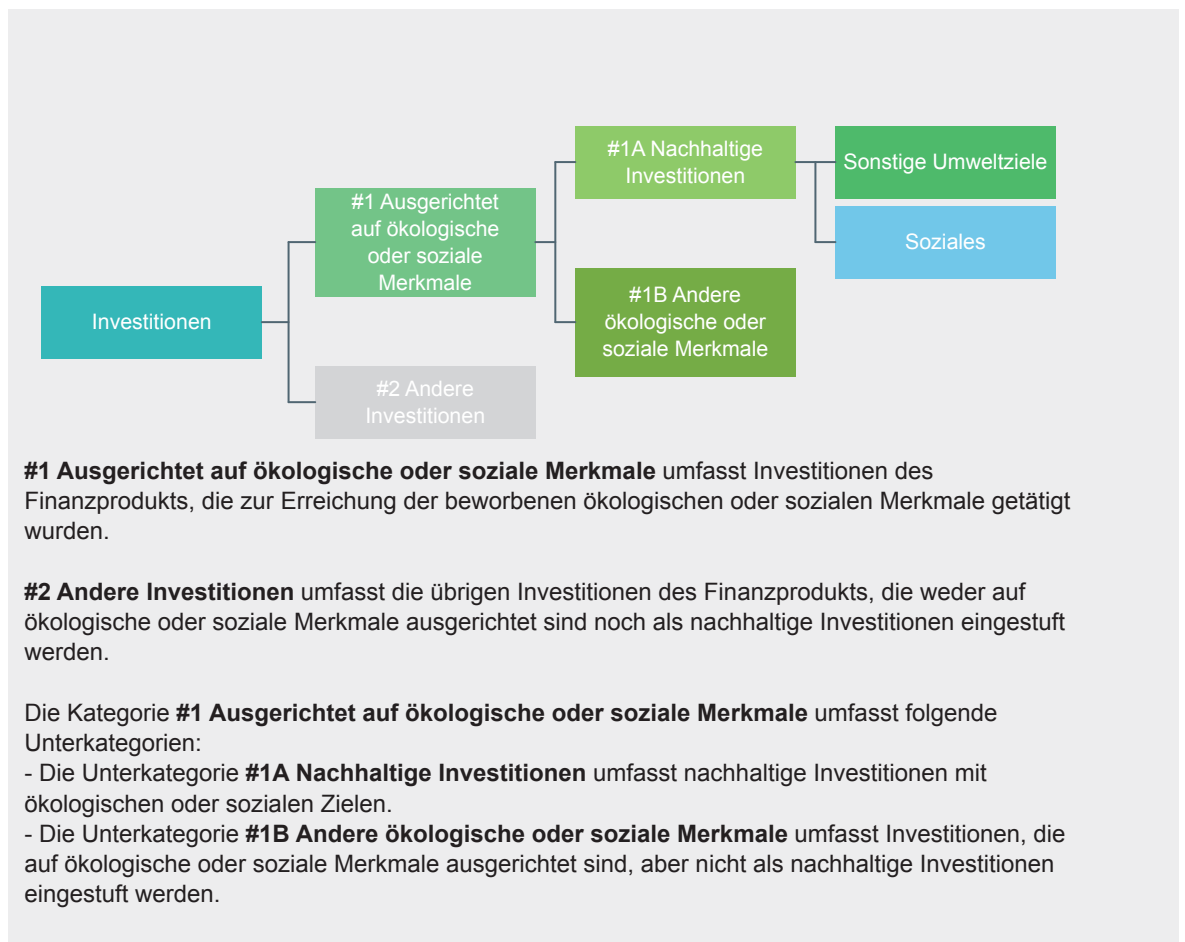 #1A Nachhaltige
Investitionen
Sonstige Umweltziele
#1 Ausgerichtet
auf ökologische
oder soziale
Merkmale
Soziales
Investitionen
#1B Andere
ökologische oder
soziale Merkmale
#2 Andere
Investitionen
#1 Ausgerichtet auf ökologische oder soziale Merkmale umfasst Investitionen des
Finanzprodukts, die zur Erreichung der beworbenen ökologischen oder sozialen Merkmale getätigt
wurden.
#2 Andere Investitionen umfasst die übrigen Investitionen des Finanzprodukts, die weder auf
ökologische oder soziale Merkmale ausgerichtet sind noch als nachhaltige Investitionen eingestuft
werden.
Die Kategorie #1 Ausgerichtet auf ökologische oder soziale Merkmale umfasst folgende
Unterkategorien:
- Die Unterkategorie #1A Nachhaltige Investitionen umfasst nachhaltige Investitionen mit
ökologischen oder sozialen Zielen.
- Die Unterkategorie #1B Andere ökologische oder soziale Merkmale umfasst Investitionen, die
auf ökologische oder soziale Merkmale ausgerichtet sind, aber nicht als nachhaltige Investitionen
eingestuft werden.